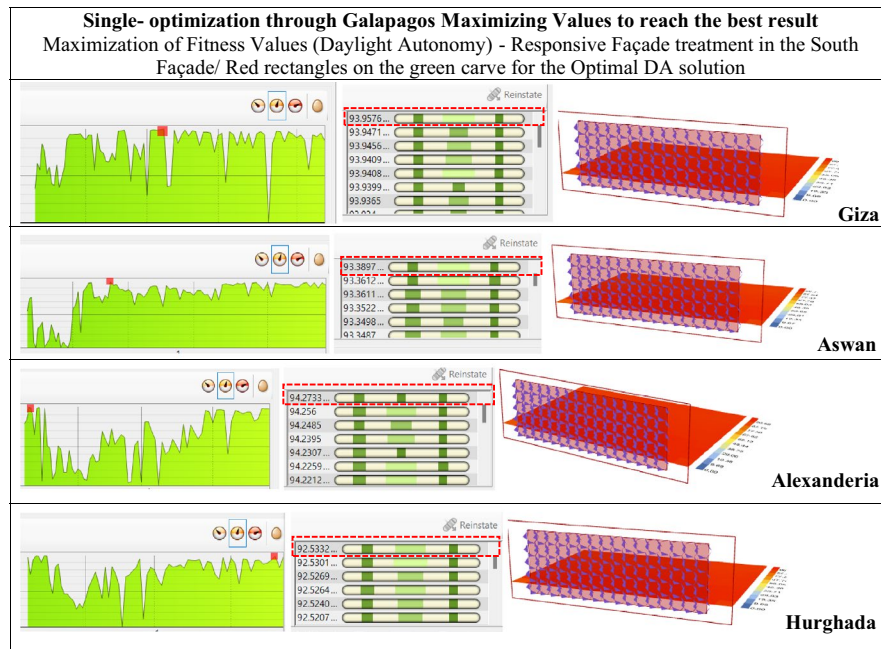 Single- optimization through Galapagos Maximizing Values to reach the best result
Maximization of Fitness Values (Daylight Autonomy) - Responsive Façade treatment in the South
Façade/ Red rectangles on the green carve for the Optimal DA solution
Reinstate
93.9576...
93.9471...
93.9456...
93.9409...
93.9408...
93.9399...
93.9365...
Giza
Reinstate
93.3897...
93.3612...
93.3611...
93.3522...
93.3498...
93.3487
Aswan
Reinstate
94.2733...
94.256
94.2485...
94.2395
94.2307...
94.2259...
94.2212...
Alexanderia
Reinstate
92.5332...
92.5301...
92.5269...
92.5264...
92.5240...
92.5207...
Hurghada